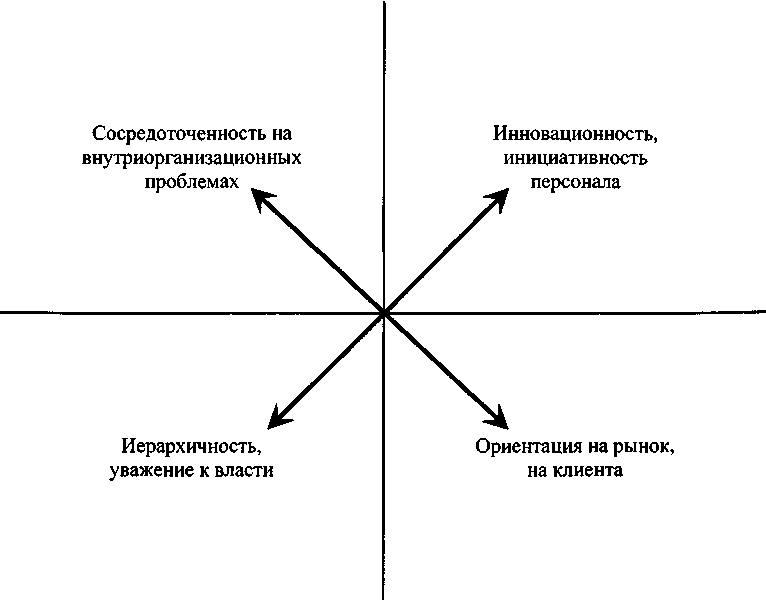 Сосредоточенность на
внутриорганизационных
проблемах
Инновационность,
инициативность
персонала
Иерархичность,
уважение к власти
Ориентация на рынок,
на клиента